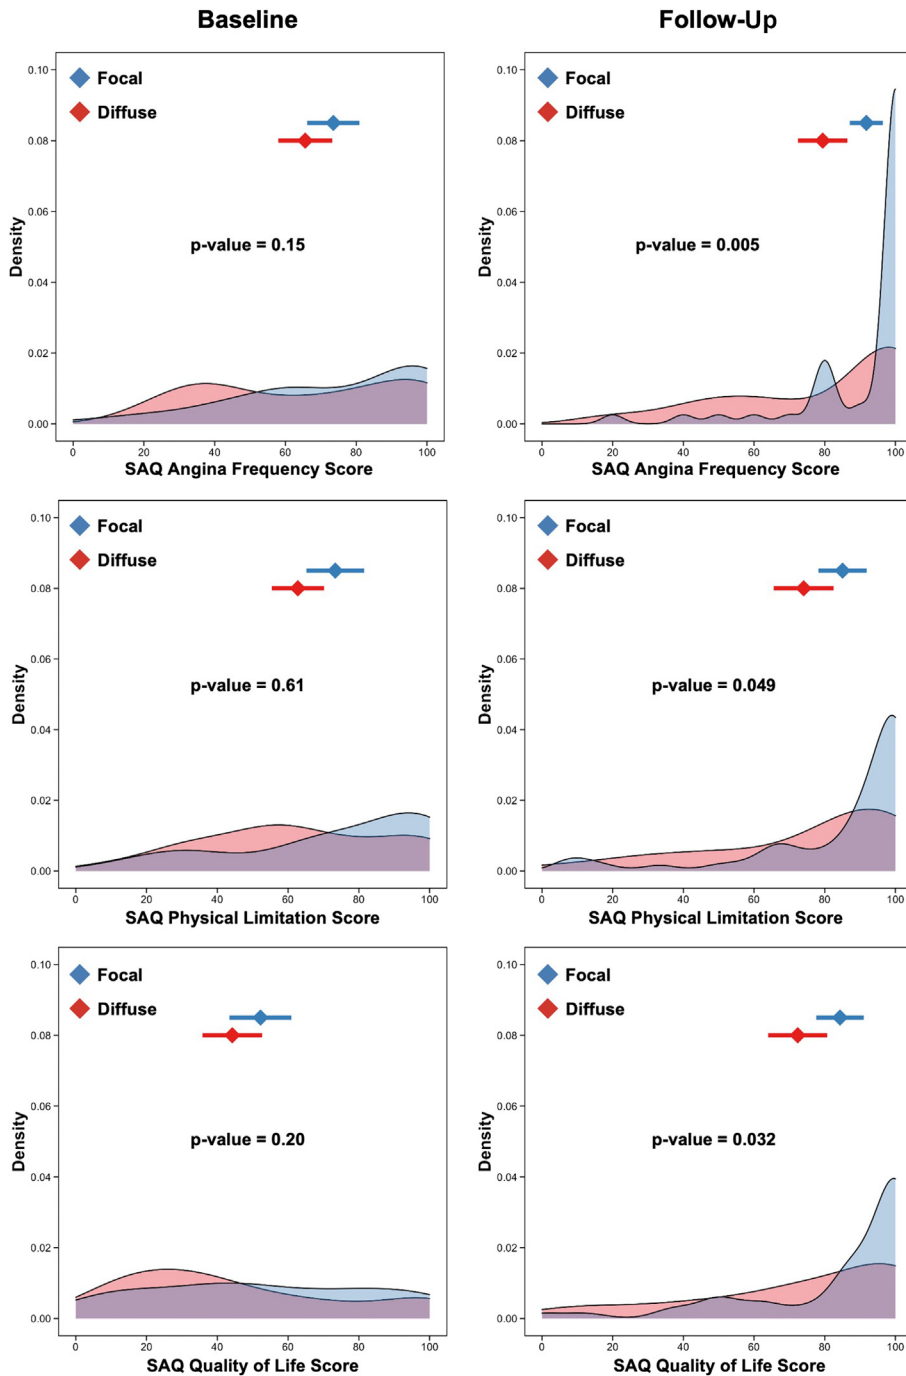 Baseline
Follow-Up
0.10
0.08
0.06
0.04
0.02
0.00
Density
Focal
Diffuse
p-value = 0.15
0 20 40 60 80 100
SAQ Angina Frequency Score
0.10
0.08
0.06
0.04
0.02
0.00
Density
Focal
Diffuse
p-value = 0.005
0 20 40 60 80 100
SAQ Angina Frequency Score
0.10
0.08
0.06
0.04
0.02
0.00
Density
Focal
Diffuse
p-value = 0.61
0 20 40 60 80 100
SAQ Physical Limitation Score
0.10
0.08
0.06
0.04
0.02
0.00
Density
Focal
Diffuse
p-value = 0.049
0 20 40 60 80 100
SAQ Physical Limitation Score
0.10
0.08
0.06
0.04
0.02
0.00
Density
Focal
Diffuse
p-value = 0.20
0 20 40 60 80 100
SAQ Quality of Life Score
0.10
0.08
0.06
0.04
0.02
0.00
Density
Focal
Diffuse
p-value = 0.032
0 20 40 60 80 100
SAQ Quality of Life Score